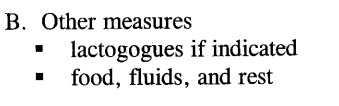 B. Other measures
▪ lactogogues if indicated
▪ food, fluids, and rest